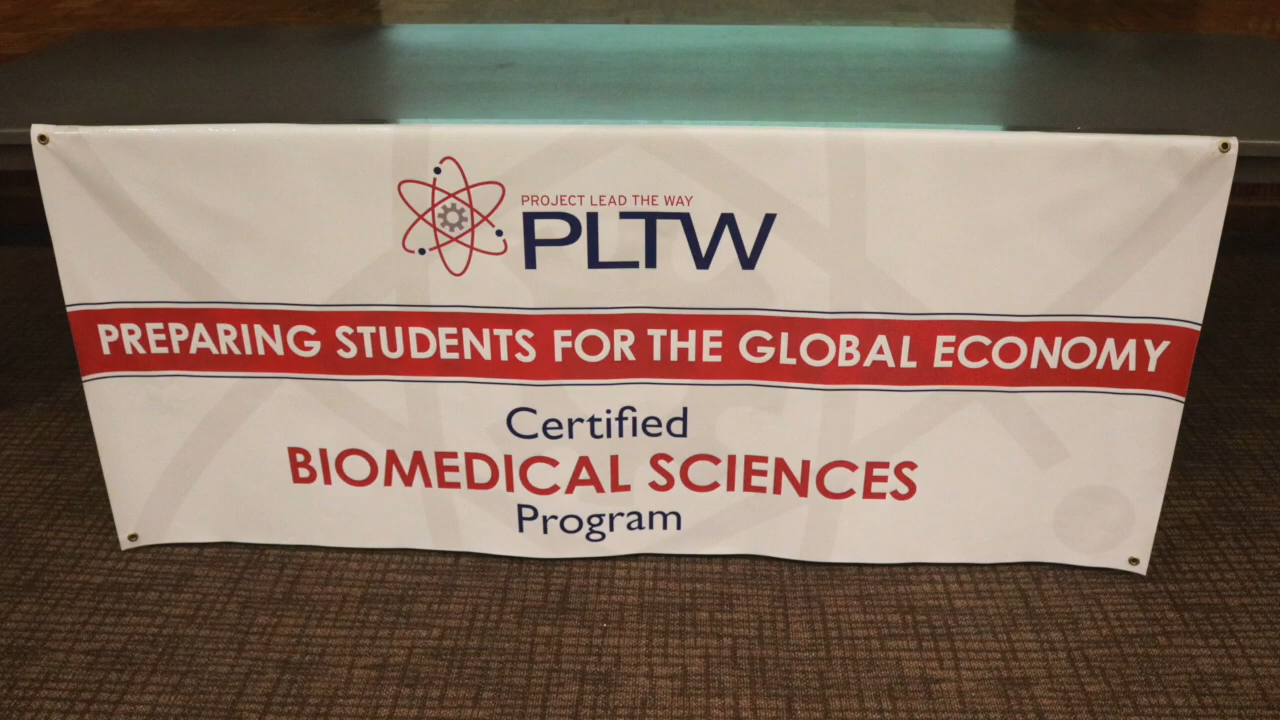 PROJECT LEAD THE WAY
PLTW
PREPARING STUDENTS FOR THE GLOBAL ECONOMY
Certified
BIOMEDICAL SCIENCES
Program